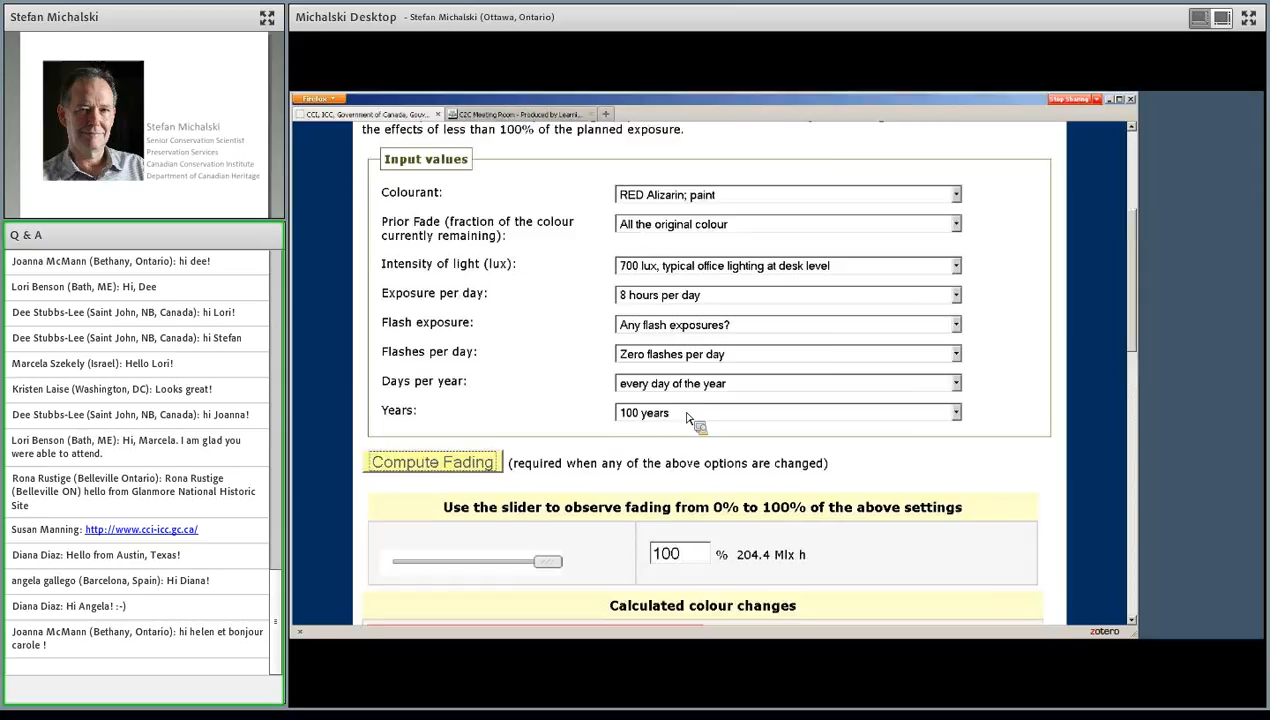 Stefan Michalski
Stefan Michalski
Senior Conservation Scientist
Preservation Services
Canadian Conservation Institute
Department of Canadian Heritage
Q & A
Joanna McMann (Bethany, Ontario): hi dee!
Lori Benson (Bath, ME): Hi, Dee
Dee Stubbs-Lee (Saint John, NB, Canada): hi Lori!
Dee Stubbs-Lee (Saint John, NB, Canada): hi Stefan
Marcela Szekely (Israel): Hello Lori!
Kristen Laise (Washington, DC): Looks great!
Dee Stubbs-Lee (Saint John, NB, Canada): hi Joanna!
Lori Benson (Bath, ME): Hi, Marcela. I am glad you
were able to attend.
Rona Rustige (Belleville Ontario): Rona Rustige
(Belleville ON) hello from Glanmore National Historic
Site
Susan Manning: http://www.cci-icc.gc.ca/
Diana Diaz: Hello from Austin, Texas!
angela gallego (Barcelona, Spain): Hi Diana!
Diana Diaz: Hi Angela! :-)
Joanna McMann (Bethany, Ontario): hi helen et bonjour
carole !
Michalski Desktop - Stefan Michalski (Ottawa, Ontario)
Firefox
Stop Sharing
CCI, ICC, Government of Canada, Gouv...
C2C Meeting Room - Produced by Learni...
the effects of less than 100% of the planned exposure.
Input values
Colourant: RED Alizarin; paint
Prior Fade (fraction of the colour
currently remaining): All the original colour
Intensity of light (lux): 700 lux, typical office lighting at desk level
Exposure per day: 8 hours per day
Flash exposure: Any flash exposures?
Flashes per day: Zero flashes per day
Days per year: every day of the year
Years: 100 years
Compute Fading (required when any of the above options are changed)
Use the slider to observe fading from 0% to 100% of the above settings
100 % 204.4 Mlx h
Calculated colour changes
zotero